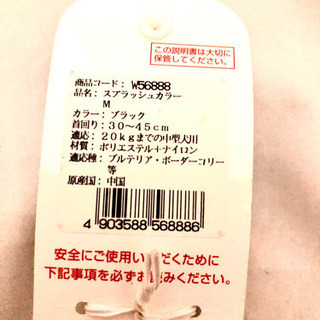 この説明書は大切に
保管してください。
商品コード: W56888
品名: スプラッシュカラー
M
カラー: ブラック
首回り: 30〜45cm
適応: 20kgまでの中型犬用
材質: ポリエステル+ナイロン
適応種: ブルテリア・ボーダーコリー
等
原産国: 中国
4 903588 568886
安全にご使用いただくために
下記事項を必ずお読みください。